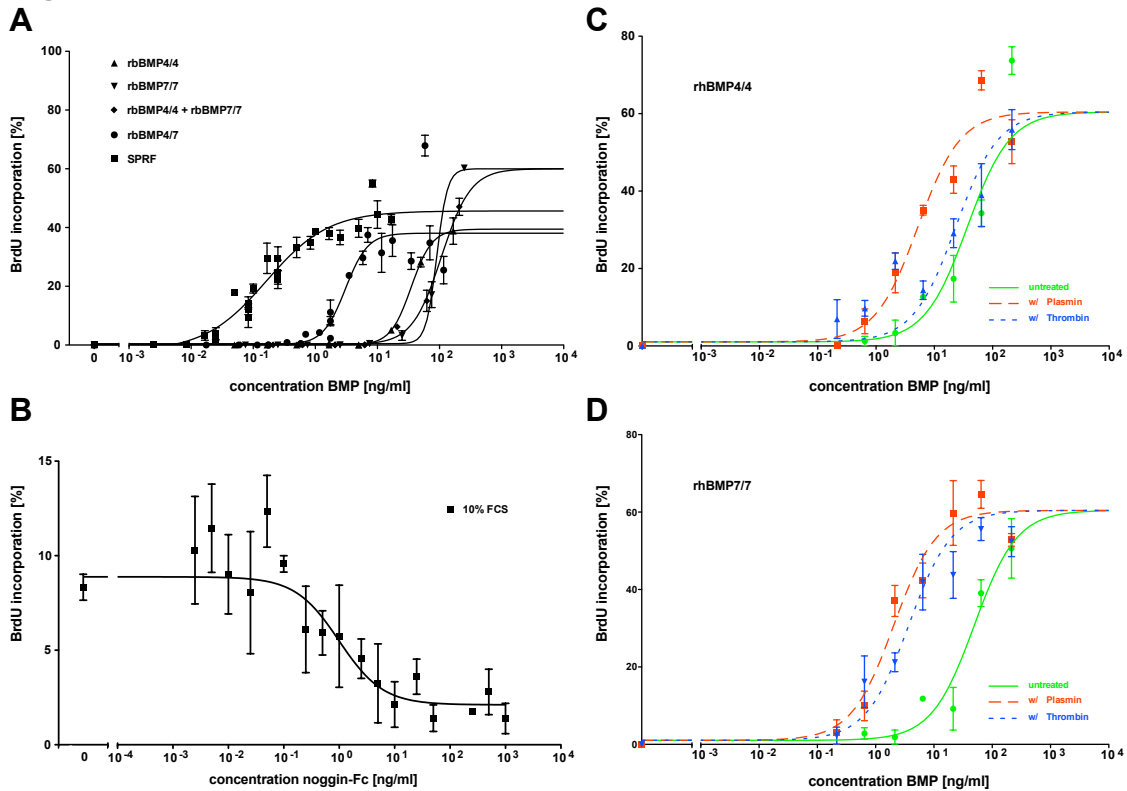 A
BrdU incorporation [%]
100
80
60
40
20
0
rbBMP4/4
rbBMP7/7
rbBMP4/4 + rbBMP7/7
rbBMP4/7
SPRF
0 10-2 10-1 100 101 102 103 104
concentration BMP [ng/ml]
B
BrdU incorporation [%]
15
10
5
0
10% FCS
0 10-4 10-3 10-2 10-1 100 101 102 103 104
concentration noggin-Fc [ng/ml]
C
BrdU incorporation [%]
80
60
40
20
0
rhBMP4/4
untreated
w/ Plasmin
w/ Thrombin
10-3 10-2 10-1 100 101 102 103 104
concentration BMP [ng/ml]
D
BrdU incorporation [%]
80
60
40
20
0
rhBMP7/7
untreated
w/ Plasmin
w/ Thrombin
10-3 10-2 10-1 100 101 102 103 104
concentration BMP [ng/ml]